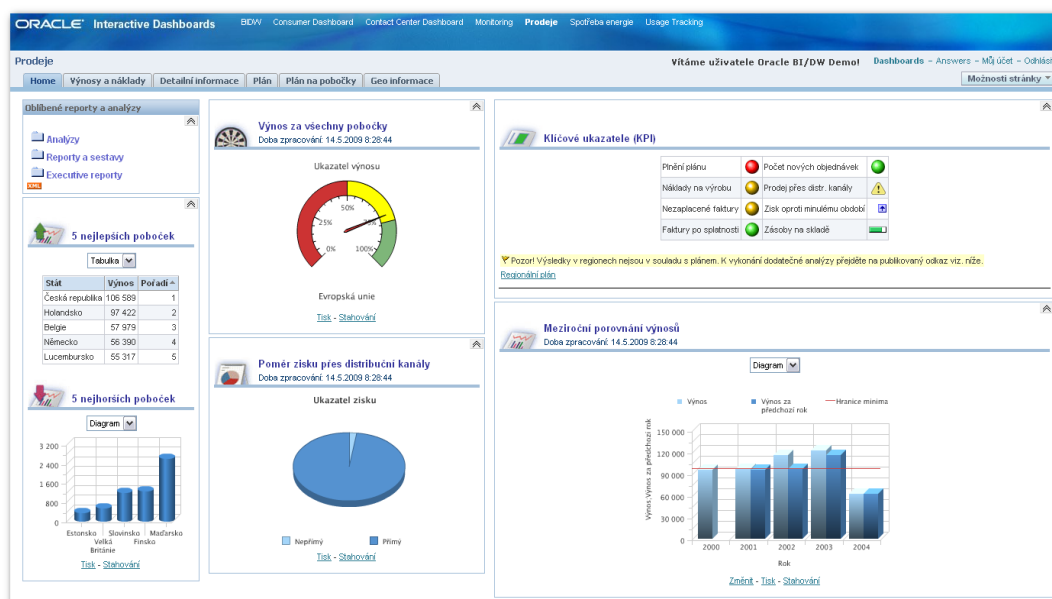 ORACLE Interactive Dashboards BIDW Consumer Dashboard Contact Center Dashboard Monitoring Prodeje Spotřeba energie Usage Tracking
Prodeje
Vítáme uživatele Oracle BI/DW Demo! Dashboards - Answers - Můj účet - Odhlási
Home Výnosy a náklady Detailní informace Plán Plán na pobočky Geo informace
Možnosti stránky
Oblíbené reporty a analýzy
Analýzy
Reporty a sestavy
Executive reporty
XML
5 nejlepších poboček
Tabulka
Stát Výnos Pořadí
Česká republika 106 589 1
Holandsko 97 422 2
Belgie 57 979 3
Německo 56 390 4
Lucembursko 55 317 5
5 nejhorších poboček
Diagram
3 200
2 400
1 600
800
0
Estonsko Slovinsko Maďarsko
Velká Finsko
Británie
Tisk - Stahování
Výnos za všechny pobočky
Doba zpracování: 14.5.2009 8:28:44
Ukazatel výnosu
50%
25% 75%
0% 100%
Evropská unie
Tisk - Stahování
Poměr zisku přes distribuční kanály
Doba zpracování: 14.5.2009 8:28:44
Ukazatel zisku
Nepřímý Přímý
Tisk - Stahování
Klíčové ukazatele (KPI)
Plnění plánu Počet nových objednávek
Náklady na výrobu Prodej přes distr. kanály
Nezaplacené faktury Zisk oproti minulému období
Faktury po splatnosti Zásoby na skladě
Pozor! Výsledky v regionech nejsou v souladu s plánem. K vykonání dodatečné analýzy přejděte na publikovaný odkaz viz. níže.
Regionální plán
Meziroční porovnání výnosů
Doba zpracování: 14.5.2009 8:28:44
Diagram
Výnos Výnos za Hranice minima
předchozí rok
Výnos,Výnos za předchozí rok
150 000
120 000
90 000
60 000
30 000
0
2000 2001 2002 2003 2004
Rok
Změnit - Tisk - Stahování